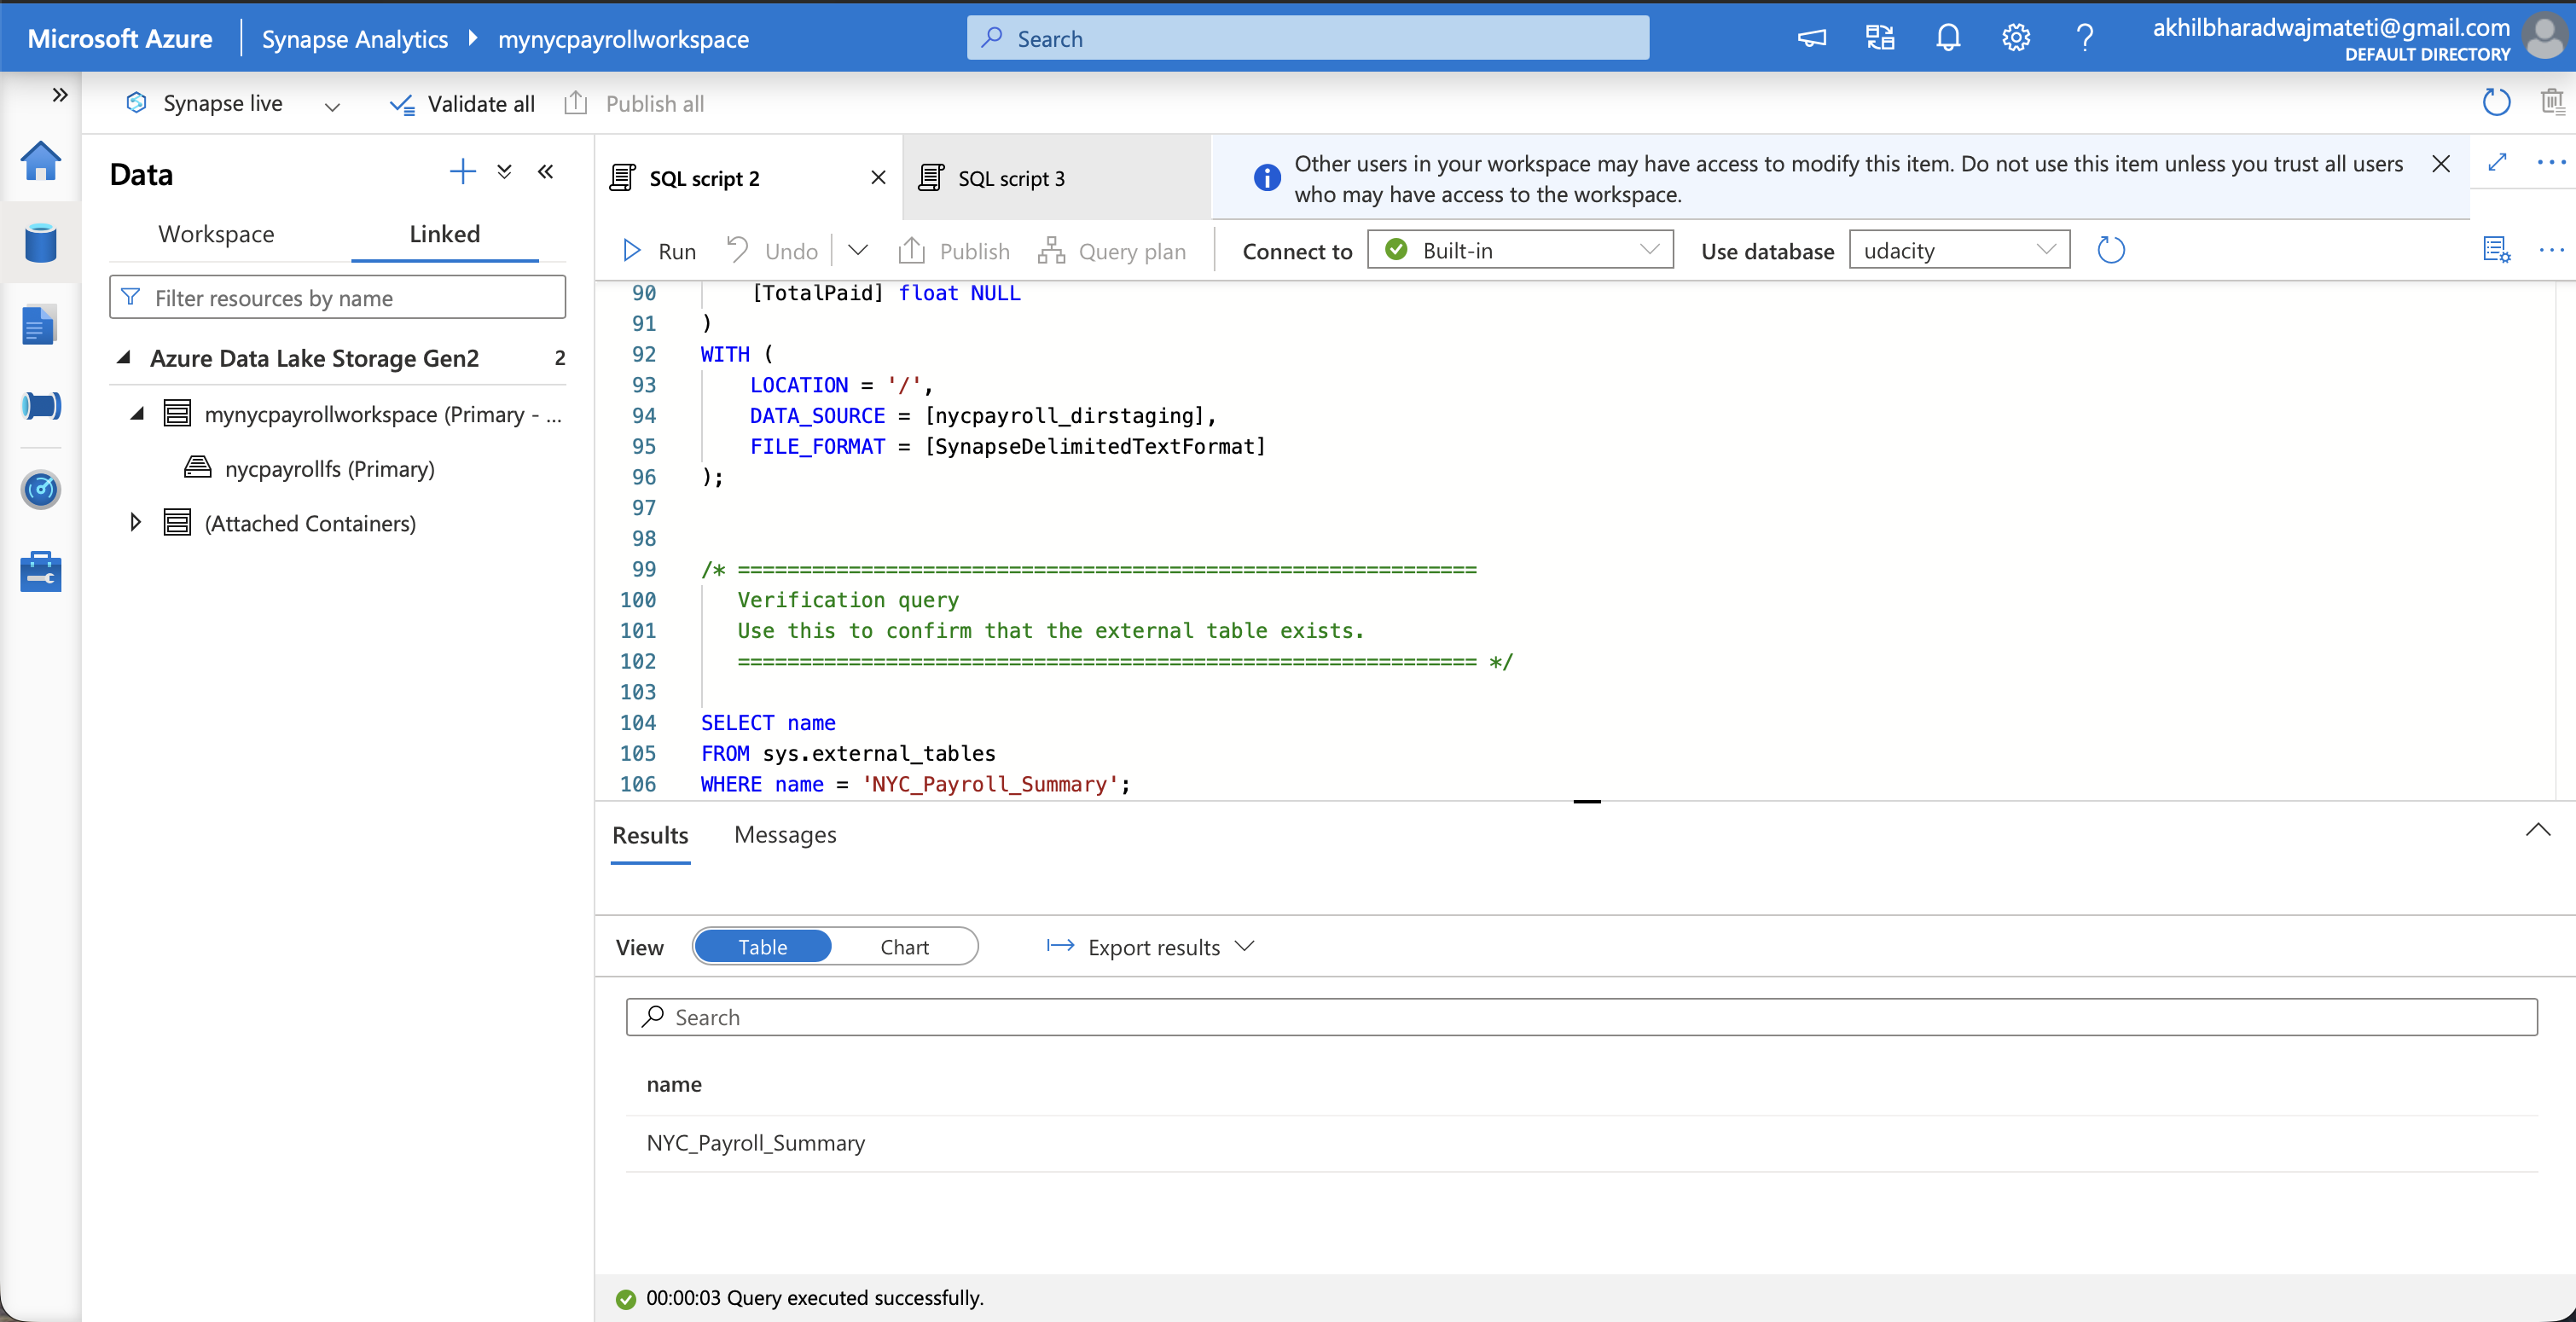 Microsoft Azure
Synapse Analytics
mynycpayrollworkspace
Search
akhilbharadwajmateti@gmail.com
DEFAULT DIRECTORY
Synapse live
Validate all
Publish all
Data
Workspace
Linked
Filter resources by name
Azure Data Lake Storage Gen2 2
mynycpayrollworkspace (Primary - ...
nycpayrollfs (Primary)
(Attached Containers)
SQL script 2
SQL script 3
Other users in your workspace may have access to modify this item. Do not use this item unless you trust all users
who may have access to the workspace.
Run
Undo
Publish
Query plan
Connect to
Built-in
Use database
udacity
90 [TotalPaid] float NULL
91 )
92 WITH (
93 LOCATION = '/',
94 DATA_SOURCE = [nycpayroll_dirstaging],
95 FILE_FORMAT = [SynapseDelimitedTextFormat]
96 );
97
98
99 /* ============================================================
100 Verification query
101 Use this to confirm that the external table exists.
102 ============================================================ */
103
104 SELECT name
105 FROM sys.external_tables
106 WHERE name = 'NYC_Payroll_Summary';
Results
Messages
View
Table
Chart
Export results
Search
name
NYC_Payroll_Summary
00:00:03 Query executed successfully.